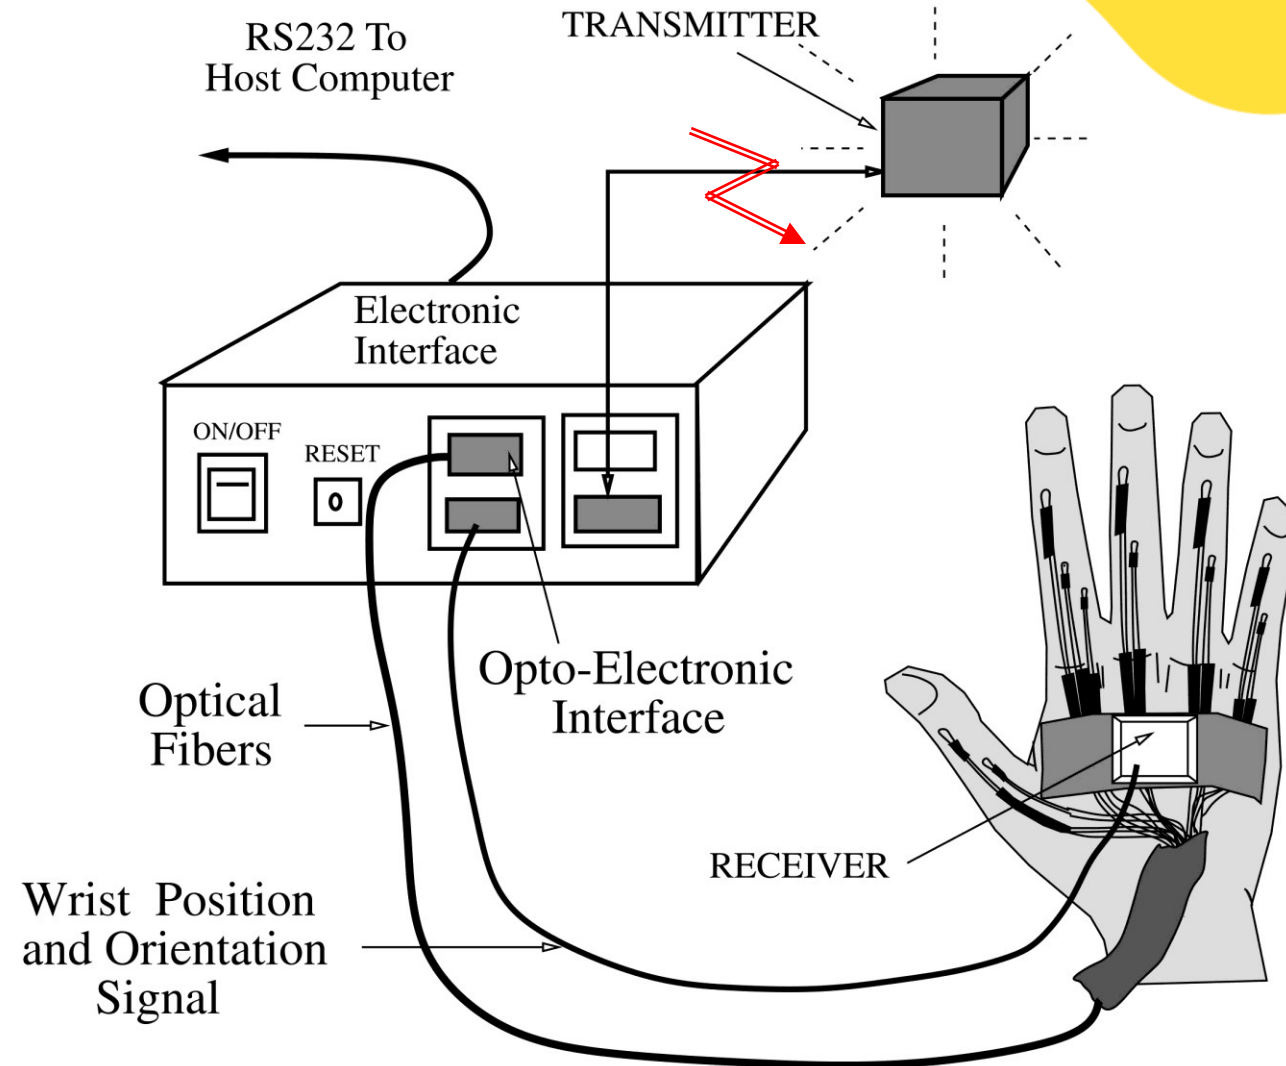 RS232 To
Host Computer
TRANSMITTER
Electronic
Interface
ON/OFF
RESET
0
Opto-Electronic
Interface
Optical
Fibers
RECEIVER
Wrist Position
and Orientation
Signal